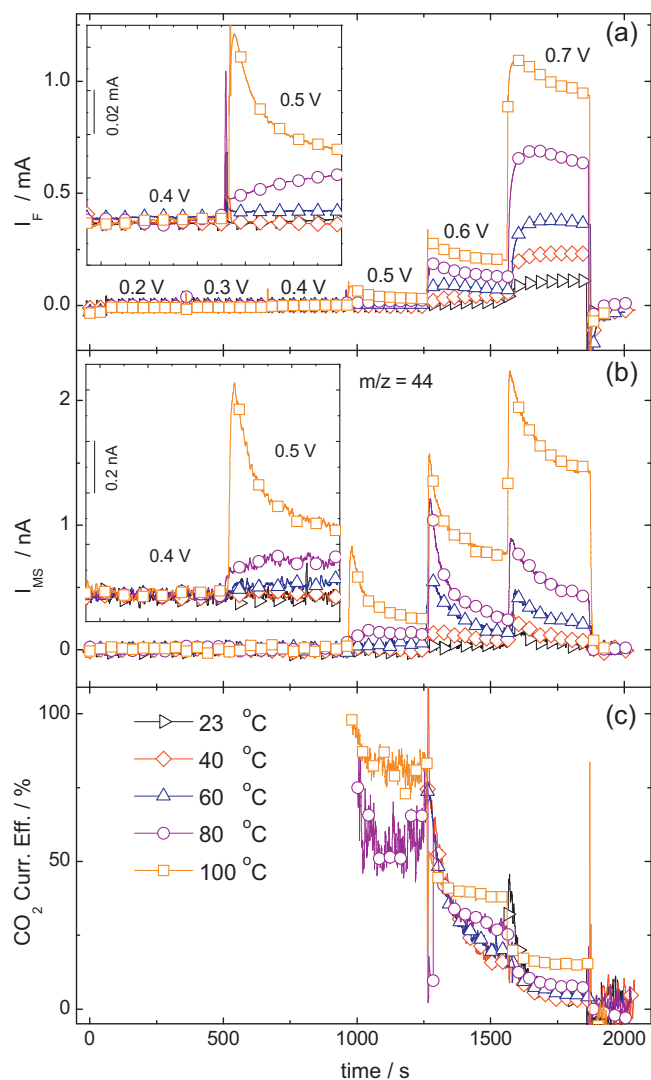 (a)
0.7 V
0.5 V
0.02 mA
0.4 V
0.6 V
0.5 V
0.2 V
0.3 V
0.4 V
1.0
0.5
0.0
I_F / mA
(b)
m/z = 44
0.5 V
0.2 nA
0.4 V
2
1
0
I_MS / nA
(c)
100
50
0
CO_2 Curr. Eff. / %
23 °C
40 °C
60 °C
80 °C
100 °C
0 500 1000 1500 2000
time / s